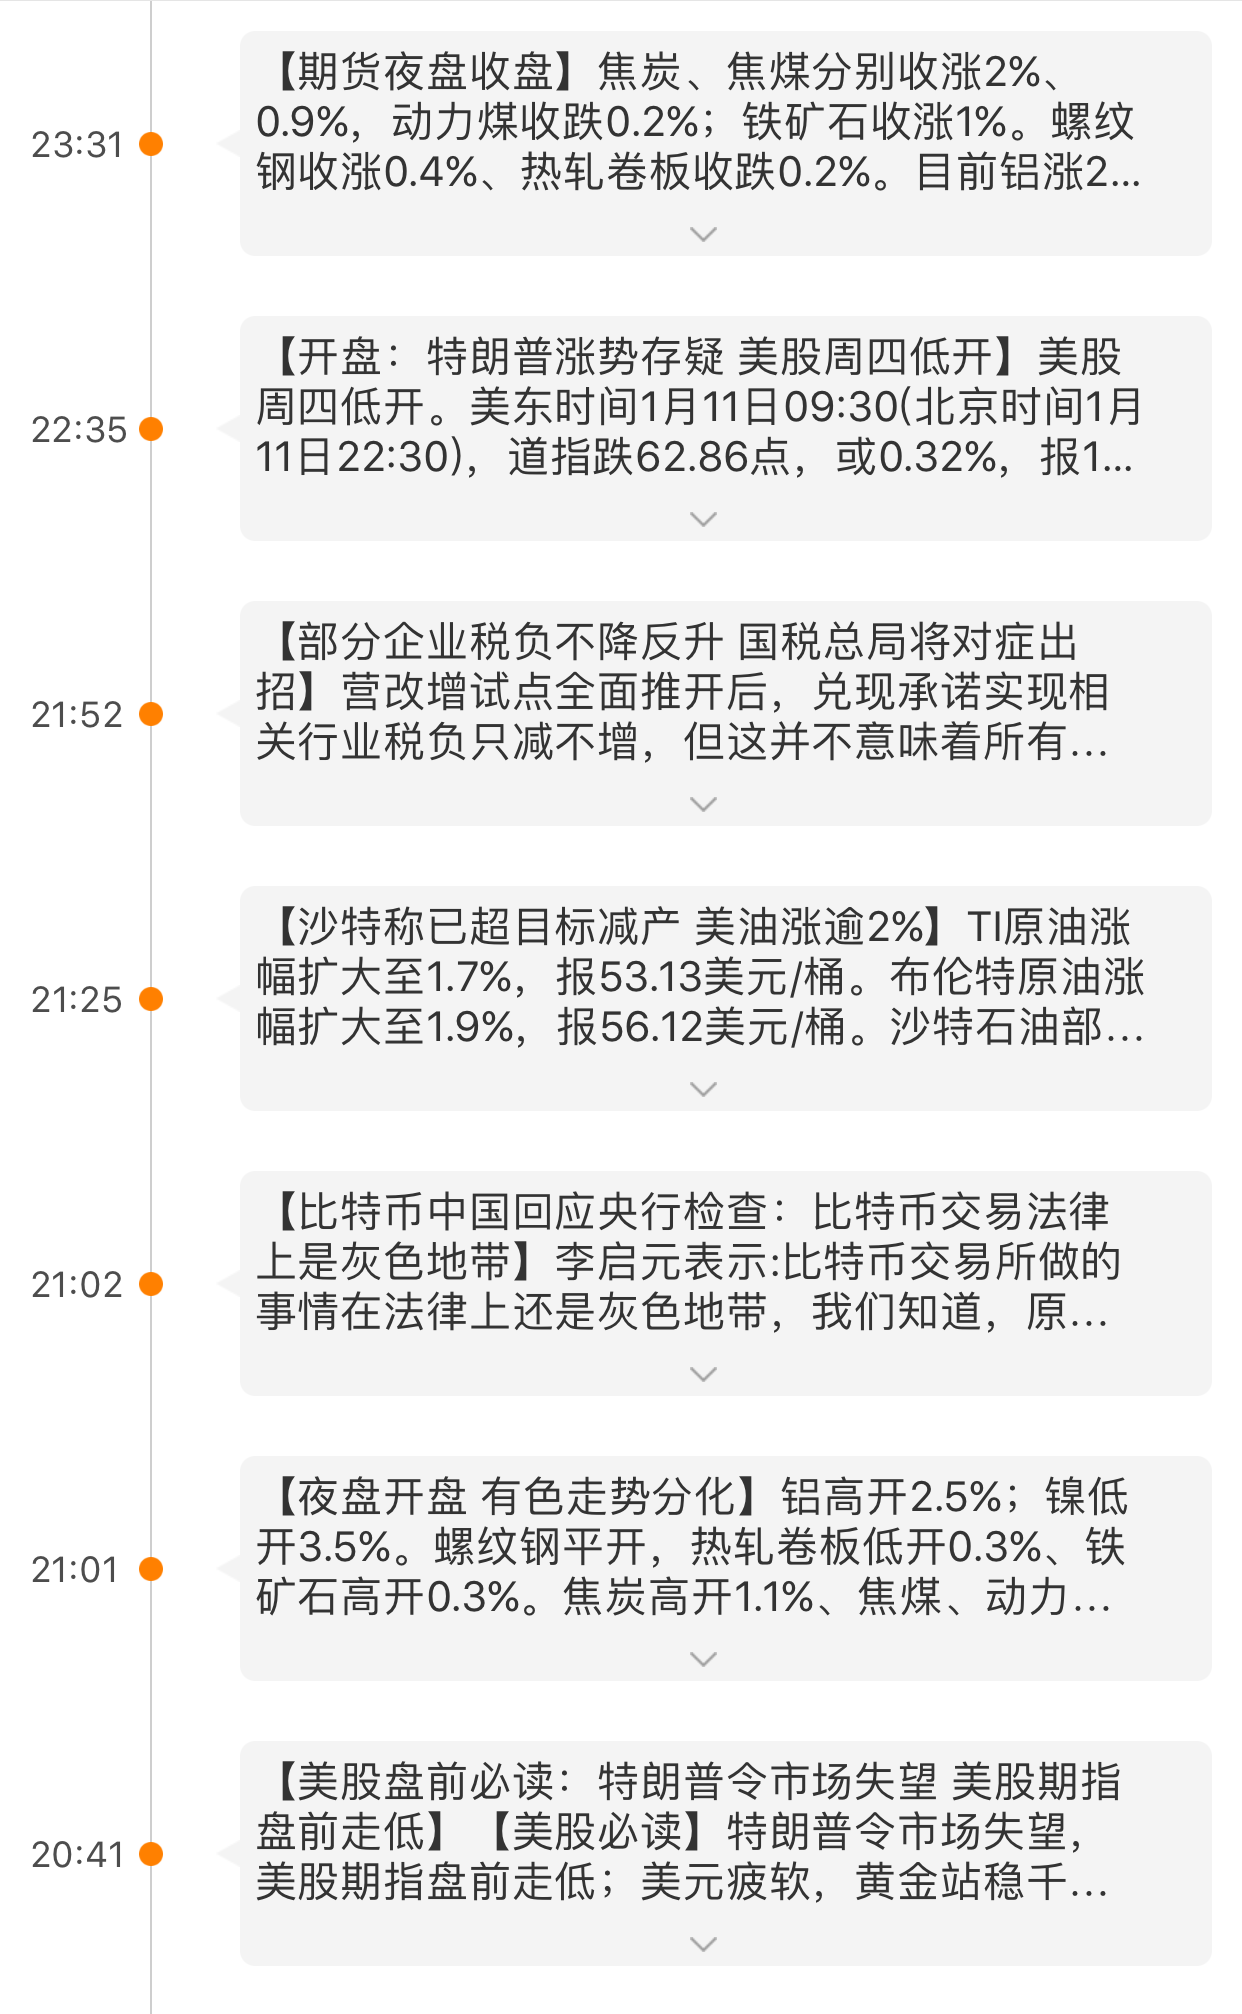 23:31
【期货夜盘收盘】焦炭、焦煤分别收涨2%、
0.9%，动力煤收跌0.2%；铁矿石收涨1%。螺纹
钢收涨0.4%、热轧卷板收跌0.2%。目前铝涨2...
22:35
【开盘：特朗普涨势存疑 美股周四低开】美股
周四低开。美东时间1月11日09:30(北京时间1月
11日22:30)，道指跌62.86点，或0.32%，报1...
21:52
【部分企业税负不降反升 国税总局将对症出
招】营改增试点全面推开后，兑现承诺实现相
关行业税负只减不增，但这并不意味着所有...
21:25
【沙特称已超目标减产 美油涨逾2%】TI原油涨
幅扩大至1.7%，报53.13美元/桶。布伦特原油涨
幅扩大至1.9%，报56.12美元/桶。沙特石油部...
21:02
【比特币中国回应央行检查：比特币交易法律
上是灰色地带】李启元表示:比特币交易所做的
事情在法律上还是灰色地带，我们知道，原...
21:01
【夜盘开盘 有色走势分化】铝高开2.5%；镍低
开3.5%。螺纹钢平开，热轧卷板低开0.3%、铁
矿石高开0.3%。焦炭高开1.1%、焦煤、动力...
20:41
【美股盘前必读：特朗普令市场失望 美股期指
盘前走低】【美股必读】特朗普令市场失望，
美股期指盘前走低；美元疲软，黄金站稳千...